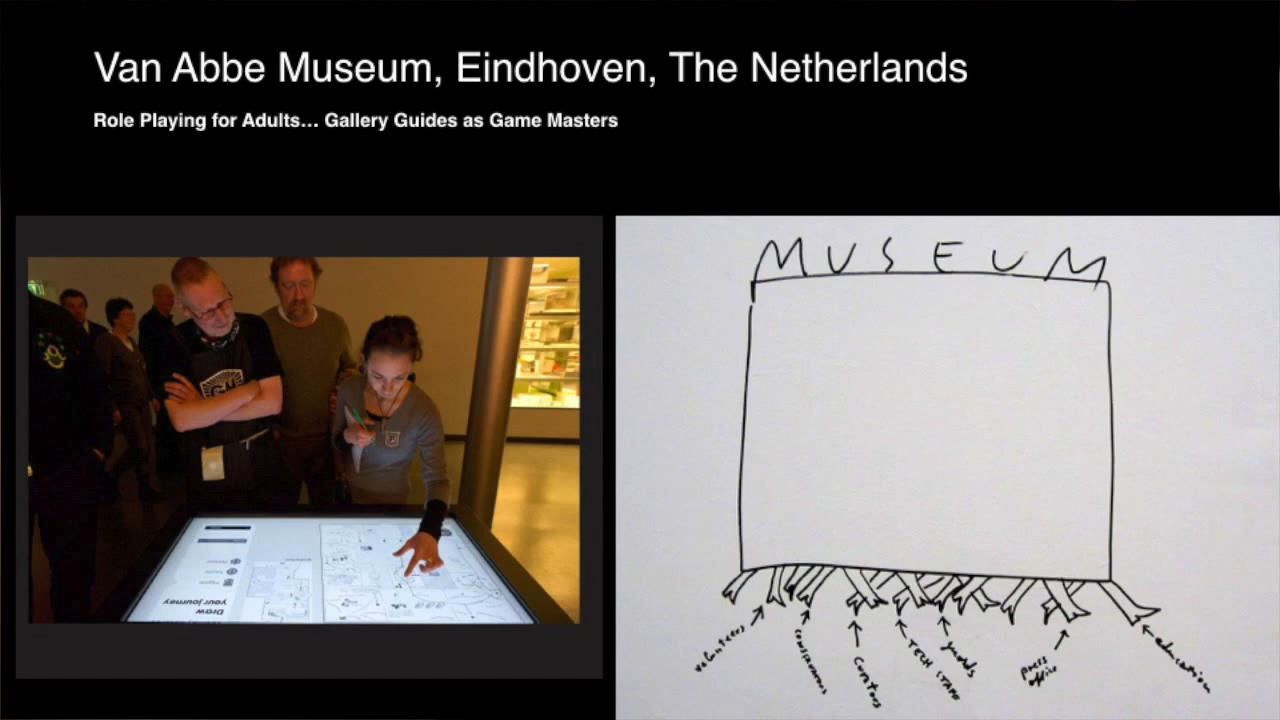 Van Abbe Museum, Eindhoven, The Netherlands
Role Playing for Adults... Gallery Guides as Game Masters
MUSEUM
GM
Draw
your journey
volunteers
curators
TECH STAFF
guards
press
office
education